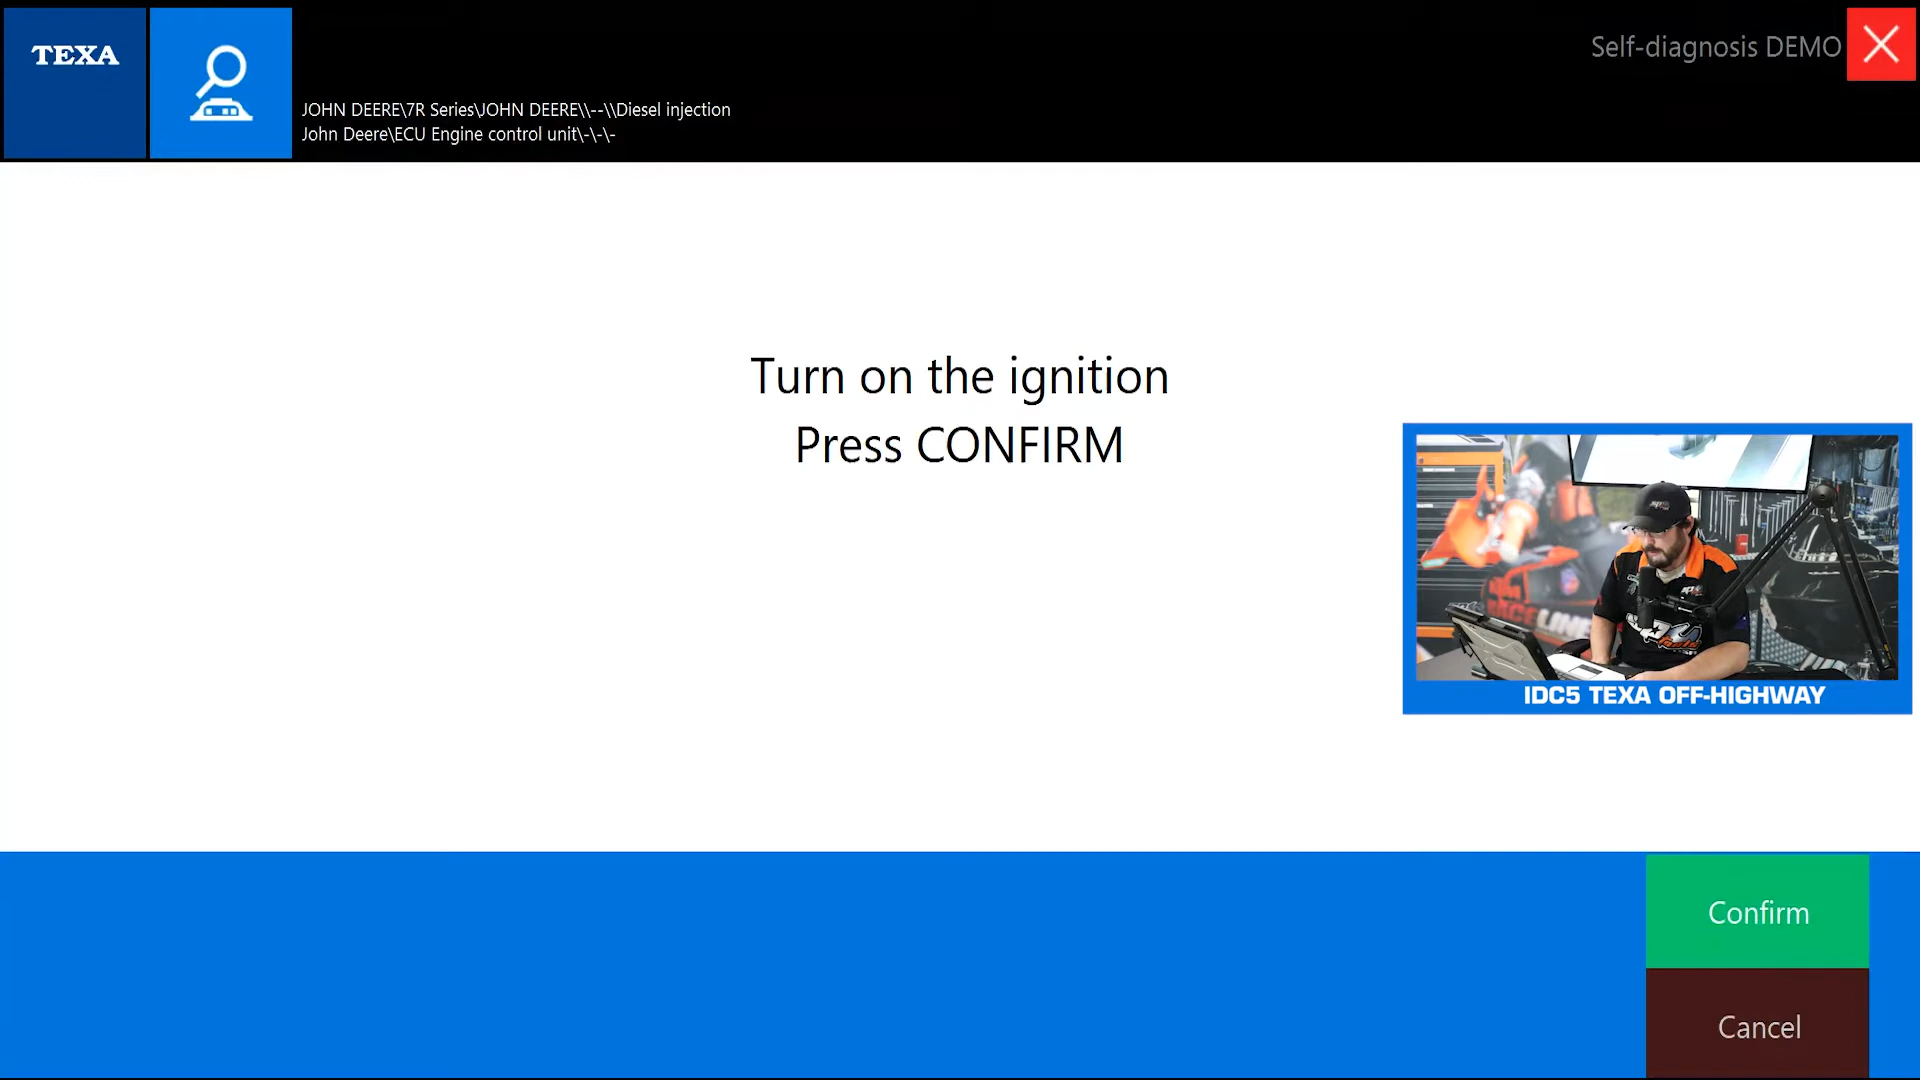 TEXA
Self-diagnosis DEMO
JOHN DEERE\7R Series\JOHN DEERE\\--\\Diesel injection
John Deere\ECU Engine control unit\-\-\-
Turn on the ignition
Press CONFIRM
RACELINE
IDC5 TEXA OFF-HIGHWAY
Confirm
Cancel